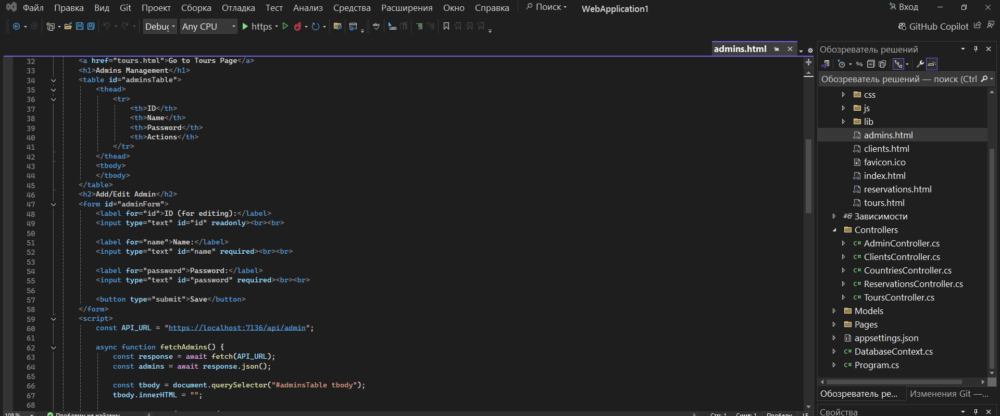 Файл Правка Вид Git Проект Сборка Отладка Тест Анализ Средства Расширения Окно Справка Поиск WebApplication1 Вход
Debug Any CPU https GitHub Copilot
admins.html
32 <a href="tours.html">Go to Tours Page</a>
33 <h1>Admins Management</h1>
34 <table id="adminsTable">
35 <thead>
36 <tr>
37 <th>ID</th>
38 <th>Name</th>
39 <th>Password</th>
40 <th>Actions</th>
41 </tr>
42 </thead>
43 <tbody>
44 </tbody>
45 </table>
46 <h2>Add/Edit Admin</h2>
47 <form id="adminForm">
48 <label for="id">ID (for editing):</label>
49 <input type="text" id="id" readonly><br><br>
50
51 <label for="name">Name:</label>
52 <input type="text" id="name" required><br><br>
53
54 <label for="password">Password:</label>
55 <input type="text" id="password" required><br><br>
56
57 <button type="submit">Save</button>
58 </form>
59 <script>
60 const API_URL = "https://localhost:7136/api/admin";
61
62 async function fetchAdmins() {
63 const response = await fetch(API_URL);
64 const admins = await response.json();
65
66 const tbody = document.querySelector("#adminsTable tbody");
67 tbody.innerHTML = "";
68
108 % Проблемы не найдены Стр: 1 Симв: 1 Пробелы LF
Обозреватель решений
Обозреватель решений — поиск (Ctrl
css
js
lib
admins.html
clients.html
favicon.ico
index.html
reservations.html
tours.html
Зависимости
Controllers
C# AdminController.cs
C# ClientsController.cs
C# CountriesController.cs
C# ReservationsController.cs
C# ToursController.cs
Models
Pages
appsettings.json
C# DatabaseContext.cs
C# Program.cs
Обозреватель ре... Изменения Git —...
Свойства